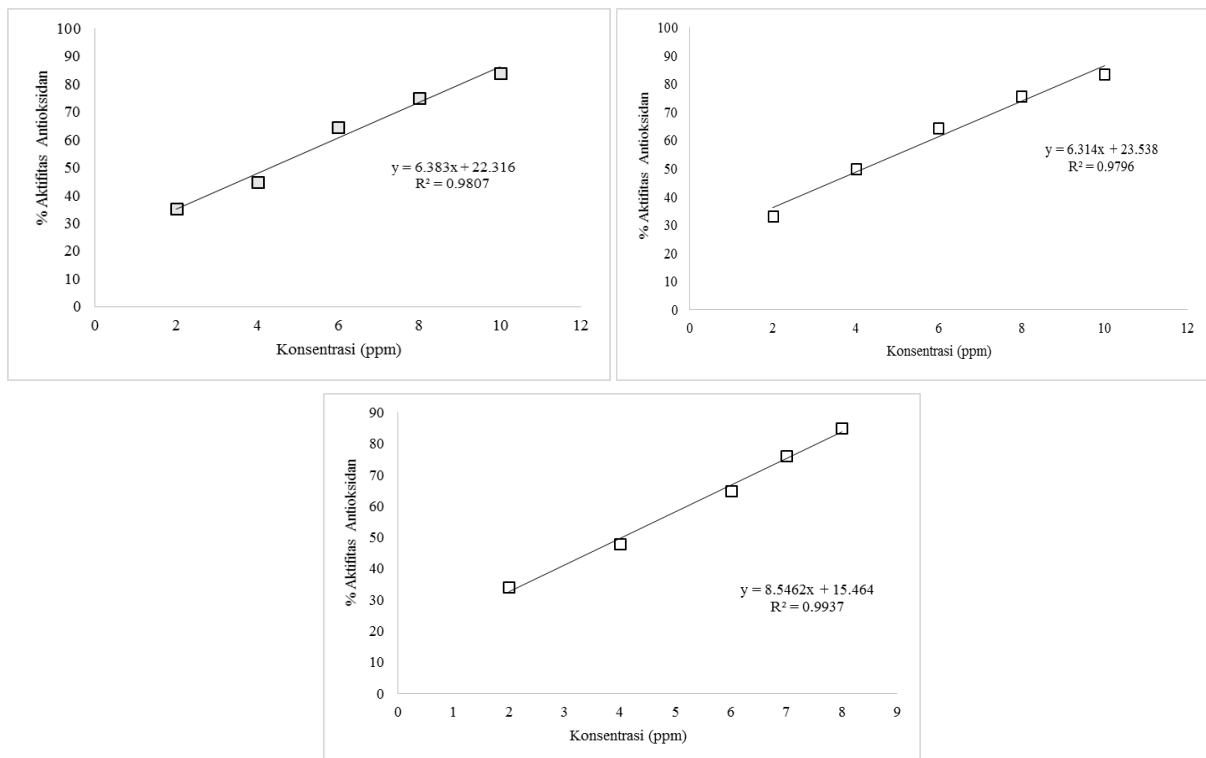 % Aktifitas Antioksidan
100
90
80
70
60
50
40
30
20
10
0
y = 6.383x + 22.316
R² = 0.9807
0 2 4 6 8 10 12
Konsentrasi (ppm)
% Aktifitas Antioksidan
100
90
80
70
60
50
40
30
20
10
0
y = 6.314x + 23.538
R² = 0.9796
0 2 4 6 8 10 12
Konsentrasi (ppm)
% Aktifitas Antioksidan
90
80
70
60
50
40
30
20
10
0
y = 8.5462x + 15.464
R² = 0.9937
0 1 2 3 4 5 6 7 8 9
Konsentrasi (ppm)